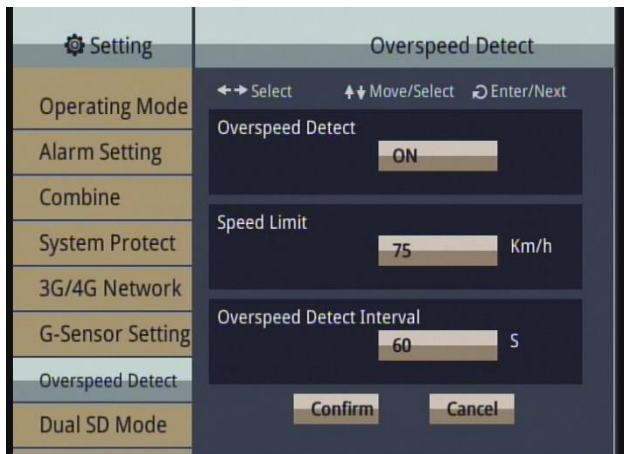 Setting
Overspeed Detect
Select Move/Select Enter/Next
Operating Mode
Alarm Setting
Combine
System Protect
3G/4G Network
G-Sensor Setting
Overspeed Detect
Dual SD Mode
Overspeed Detect
ON
Speed Limit
75 Km/h
Overspeed Detect Interval
60 S
Confirm Cancel